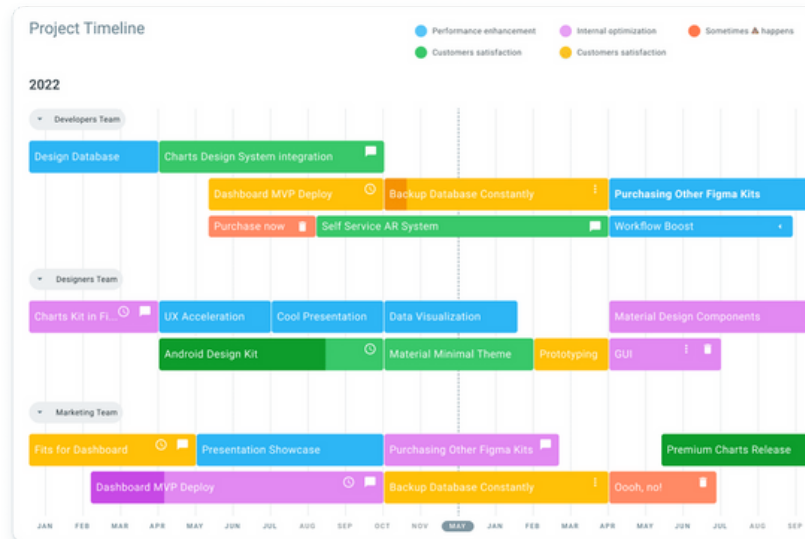 Project Timeline
Performance enhancement
Internal optimization
Sometimes 💩 happens
Customers satisfaction
Customers satisfaction
2022
Developers Team
Design Database
Charts Design System integration
Dashboard MVP Deploy
Backup Database Constantly
Purchasing Other Figma Kits
Purchase now
Self Service AR System
Workflow Boost
Designers Team
Charts Kit in Fi...
UX Acceleration
Cool Presentation
Data Visualization
Material Design Components
Android Design Kit
Material Minimal Theme
Prototyping
GUI
Marketing Team
Fits for Dashboard
Presentation Showcase
Purchasing Other Figma Kits
Premium Charts Release
Dashboard MVP Deploy
Backup Database Constantly
Oooh, no!
JAN FEB MAR APR MAY JUN JUL AUG SEP OCT NOV MAY JAN FEB MAR APR MAY JUN JUL AUG SEP